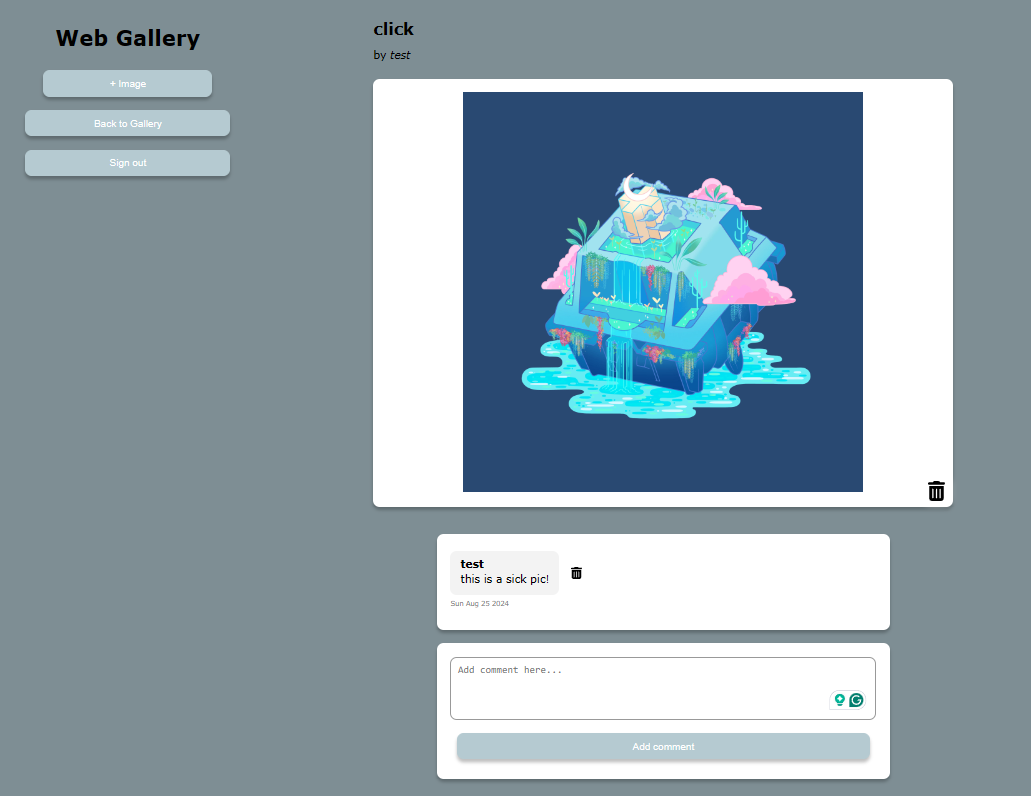 Web Gallery
+ Image
Back to Gallery
Sign out
click
by test
test
this is a sick pic!
Sun Aug 25 2024
Add comment here...
Add comment